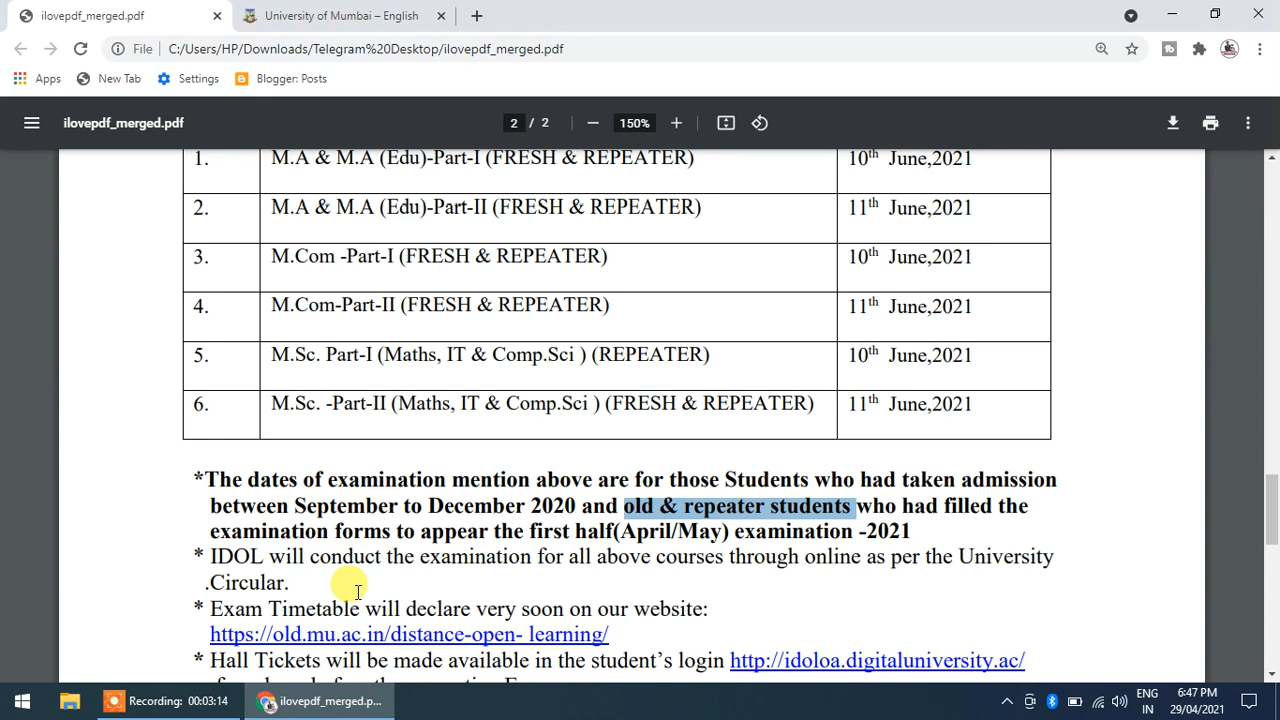 ilovepdf_merged.pdf
University of Mumbai – English
File
C:/Users/HP/Downloads/Telegram%20Desktop/ilovepdf_merged.pdf
Apps
New Tab
Settings
Blogger: Posts
ilovepdf_merged.pdf
2 / 2
150%
1. M.A & M.A (Edu)-Part-I (FRESH & REPEATER) 10th June,2021
2. M.A & M.A (Edu)-Part-II (FRESH & REPEATER) 11th June,2021
3. M.Com -Part-I (FRESH & REPEATER) 10th June,2021
4. M.Com-Part-II (FRESH & REPEATER) 11th June,2021
5. M.Sc. Part-I (Maths, IT & Comp.Sci ) (REPEATER) 10th June,2021
6. M.Sc. -Part-II (Maths, IT & Comp.Sci ) (FRESH & REPEATER) 11th June,2021
*The dates of examination mention above are for those Students who had taken admission
between September to December 2020 and old & repeater students who had filled the
examination forms to appear the first half(April/May) examination -2021
* IDOL will conduct the examination for all above courses through online as per the University
.Circular.
* Exam Timetable will declare very soon on our website:
https://old.mu.ac.in/distance-open- learning/
* Hall Tickets will be made available in the student's login http://idoloa.digitaluniversity.ac/
Recording: 00:03:14
ilovepdf_merged.p...
ENG
IN
6:47 PM
29/04/2021